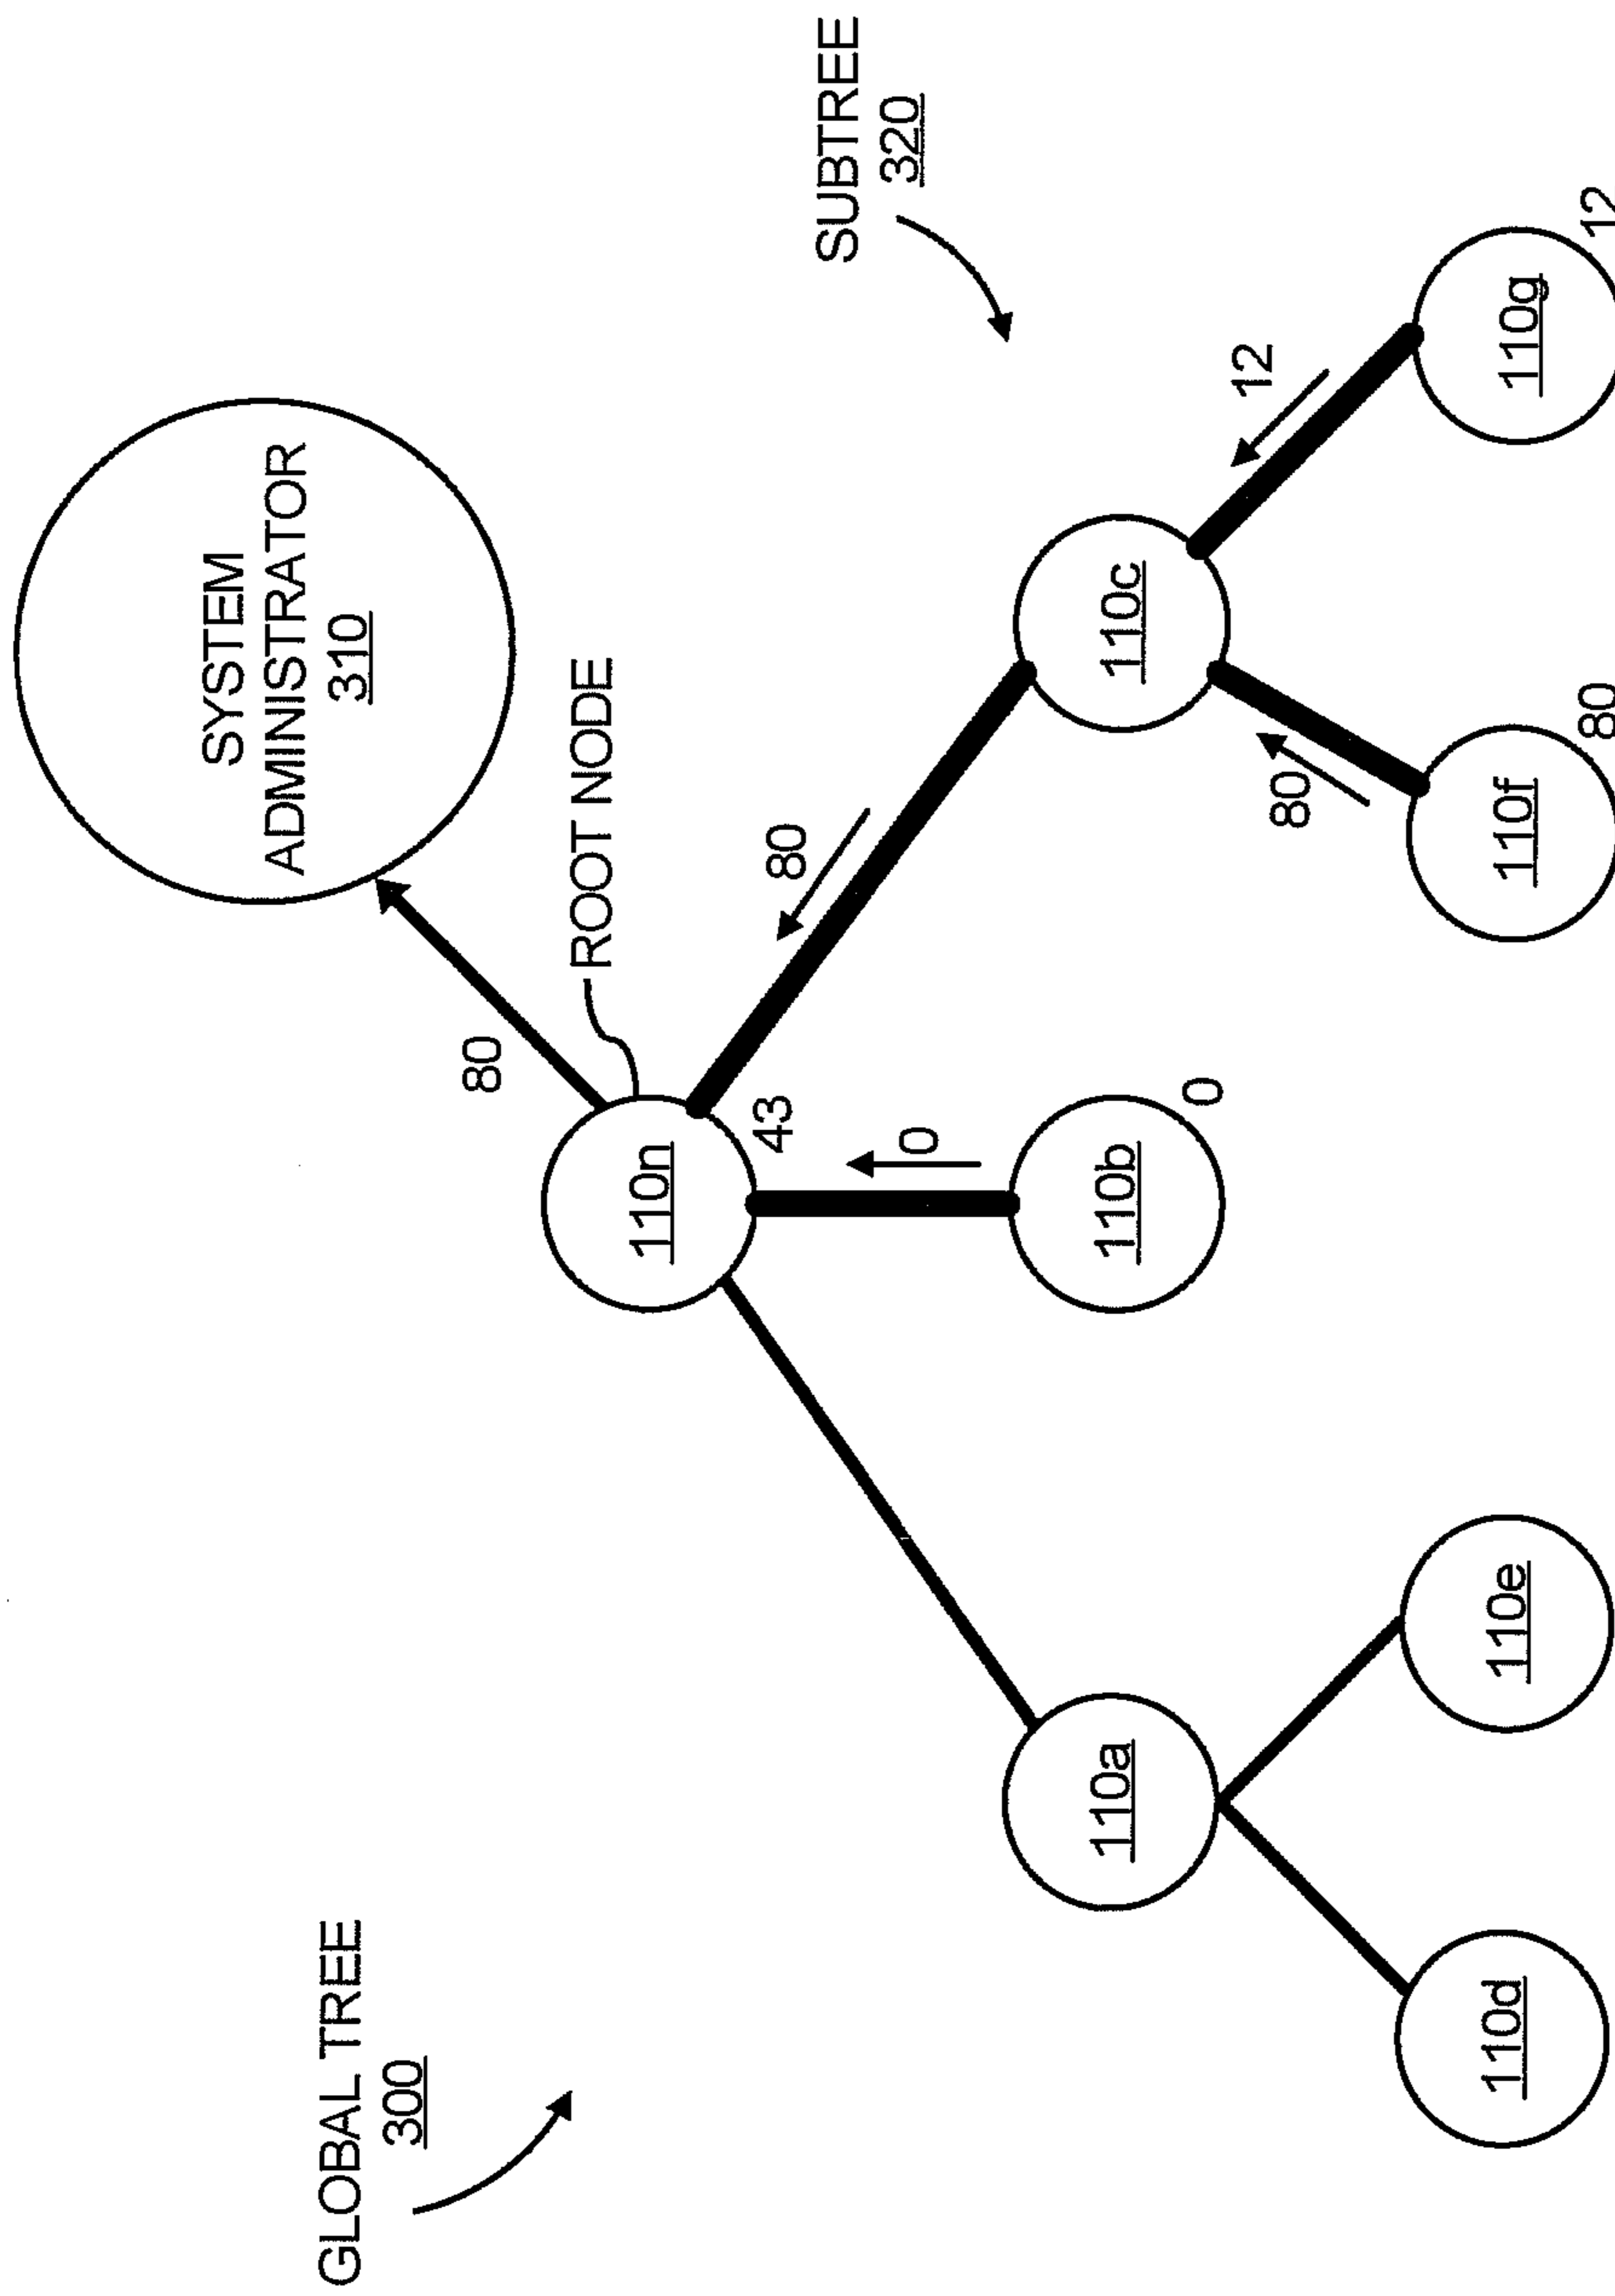 GLOBAL TREE
300
SYSTEM
ADMINISTRATOR
310
SUBTREE
320
80
ROOT NODE
110n
43
80
0
12
110a
110b
0
110c
80
110d
110e
110f
80
110g
12